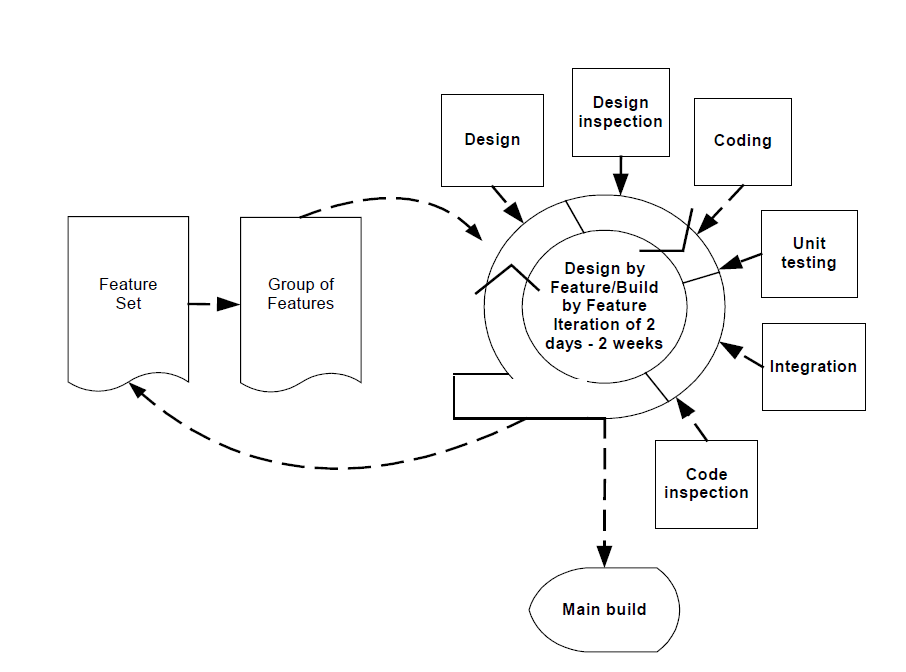 Design
Design
inspection
Coding
Unit
testing
Integration
Code
inspection
Feature
Set
Group of
Features
Design by
Feature/Build
by Feature
Iteration of 2
days - 2 weeks
Main build